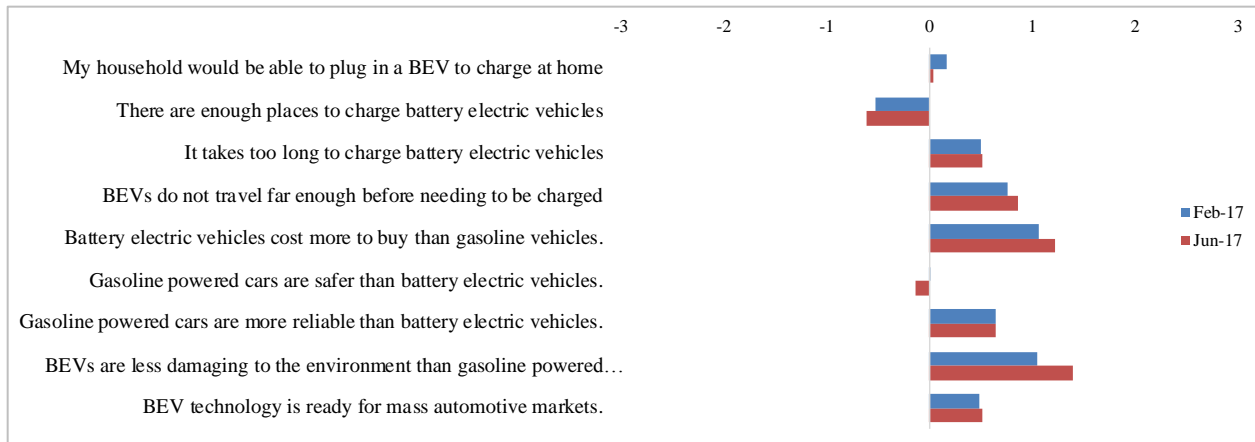 -3 -1 0 1 2 3
My household would be able to plug in a BEV to charge at home
There are enough places to charge battery electric vehicles
It takes too long to charge battery electric vehicles
BEVs do not travel far enough before needing to be charged
Battery electric vehicles cost more to buy than gasoline vehicles.
Gasoline powered cars are safer than battery electric vehicles.
Gasoline powered cars are more reliable than battery electric vehicles.
BEVs are less damaging to the environment than gasoline powered…
BEV technology is ready for mass automotive markets.
Feb-17
Jun-17